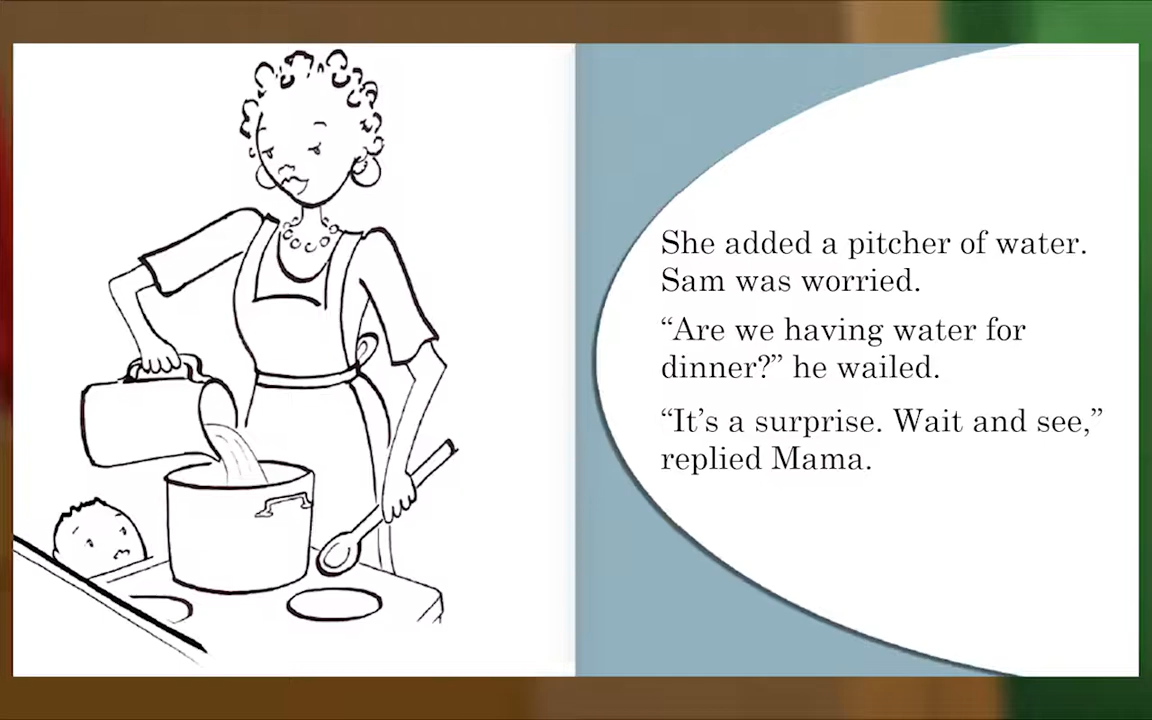 She added a pitcher of water.
Sam was worried.
“Are we having water for
dinner?” he wailed.
“It’s a surprise. Wait and see,”
replied Mama.